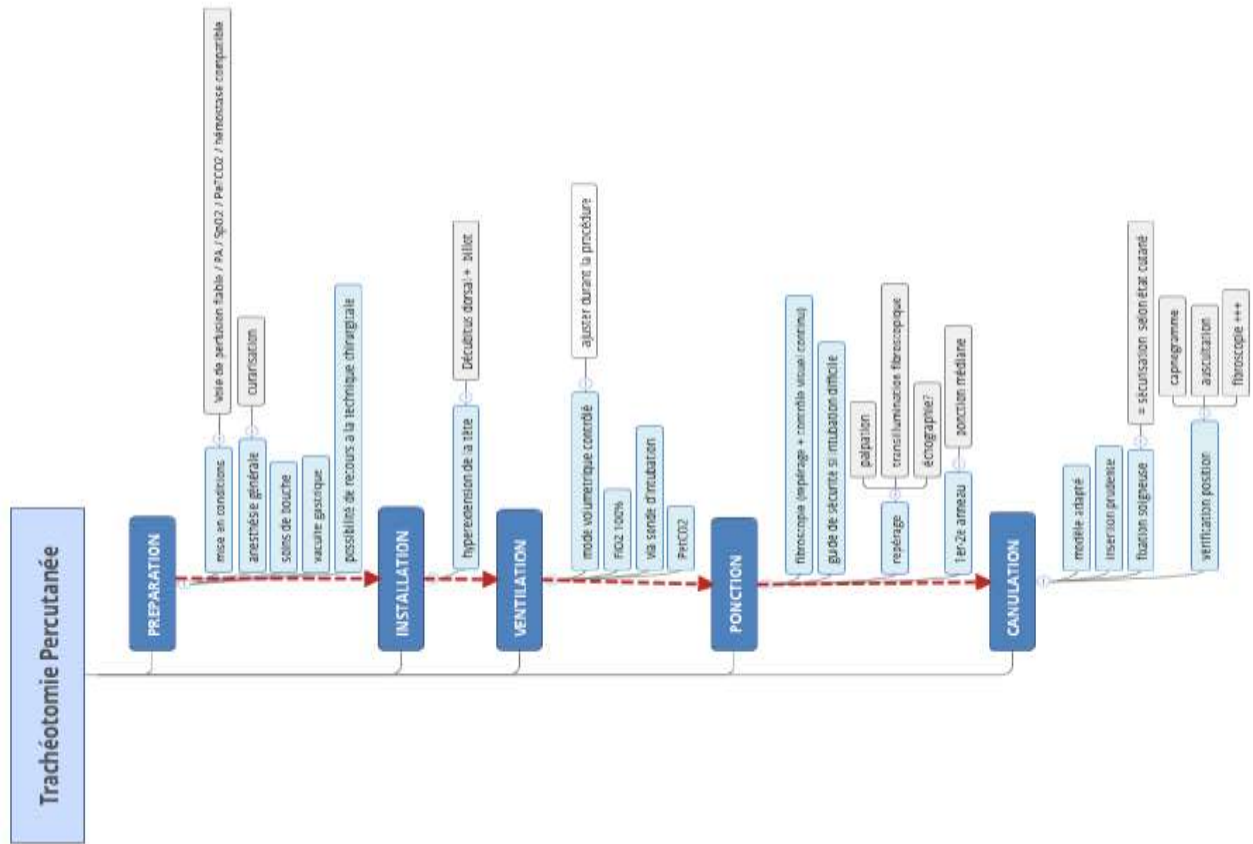 Trachéotomie Percutanée
PREPARATION
mise en conditions
voie de perfusion fiable / PA / SpO2 / PeTCO2 / hémostase compatible
anesthésie générale
curarisation
soins de bouche
vacuité gastrique
possibilité de recours à la technique chirurgicale
INSTALLATION
hyperextension de la tête
Décubitus dorsal + billot
VENTILATION
mode volumétrique contrôlé
ajuster durant la procédure
FiO2 100%
via sonde d'intubation
PetCO2
PONCTION
fibroscopie (repérage + contrôle visuel continu)
guide de sécurité si intubation difficile
repérage
palpation
transillumination fibroscopique
échographie?
1er-2e anneau
ponction médiane
CANULATION
modèle adapté
insertion prudente
fixation soigneuse
= sécurisation selon état cutané
vérification position
capnogramme
auscultation
fibroscopie +++